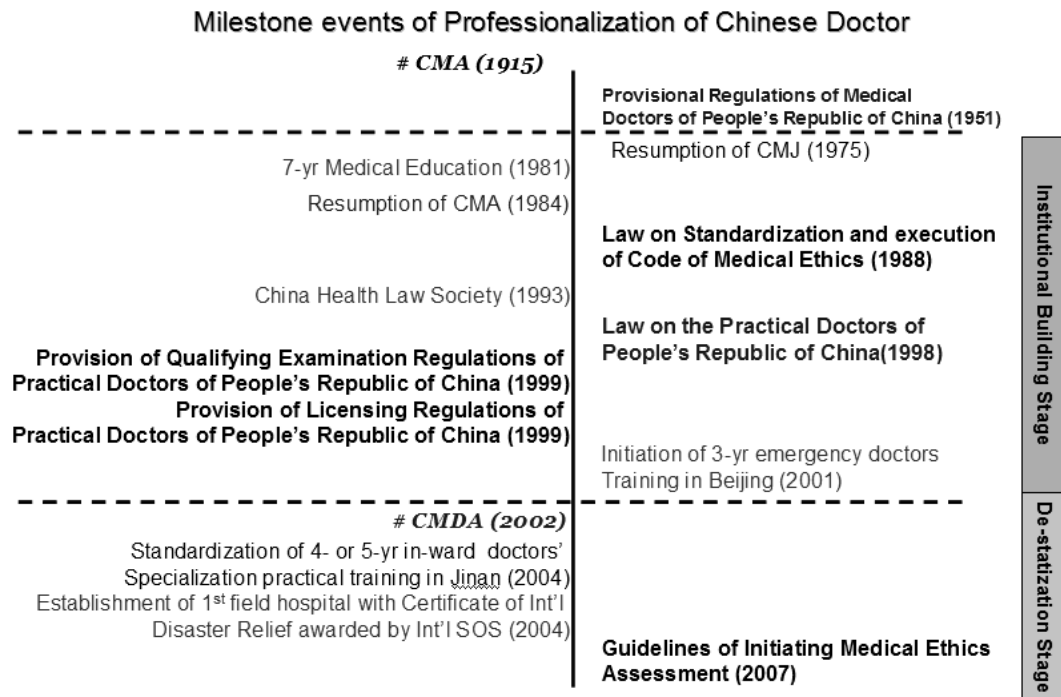 Milestone events of Professionalization of Chinese Doctor
# CMA (1915)
Provisional Regulations of Medical
Doctors of People's Republic of China (1951)
Resumption of CMJ (1975)
7-yr Medical Education (1981)
Resumption of CMA (1984)
Law on Standardization and execution
of Code of Medical Ethics (1988)
China Health Law Society (1993)
Law on the Practical Doctors of
People's Republic of China(1998)
Provision of Qualifying Examination Regulations of
Practical Doctors of People's Republic of China (1999)
Provision of Licensing Regulations of
Practical Doctors of People's Republic of China (1999)
Initiation of 3-yr emergency doctors
Training in Beijing (2001)
Institutional Building Stage
# CMDA (2002)
Standardization of 4- or 5-yr in-ward doctors'
Specialization practical training in Jinan (2004)
Establishment of 1st field hospital with Certificate of Int'l
Disaster Relief awarded by Int'l SOS (2004)
Guidelines of Initiating Medical Ethics
Assessment (2007)
De-statization Stage